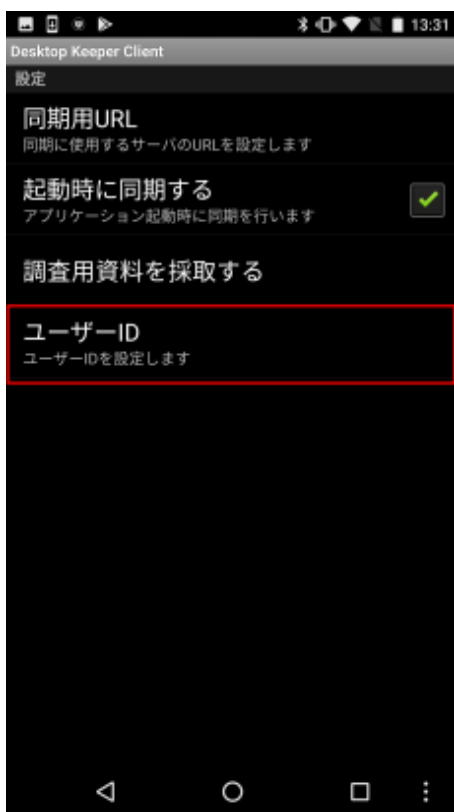 13:31
Desktop Keeper Client
設定
同期用URL
同期に使用するサーバのURLを設定します
起動時に同期する
アプリケーション起動時に同期を行います
調査用資料を採取する
ユーザーID
ユーザーIDを設定します